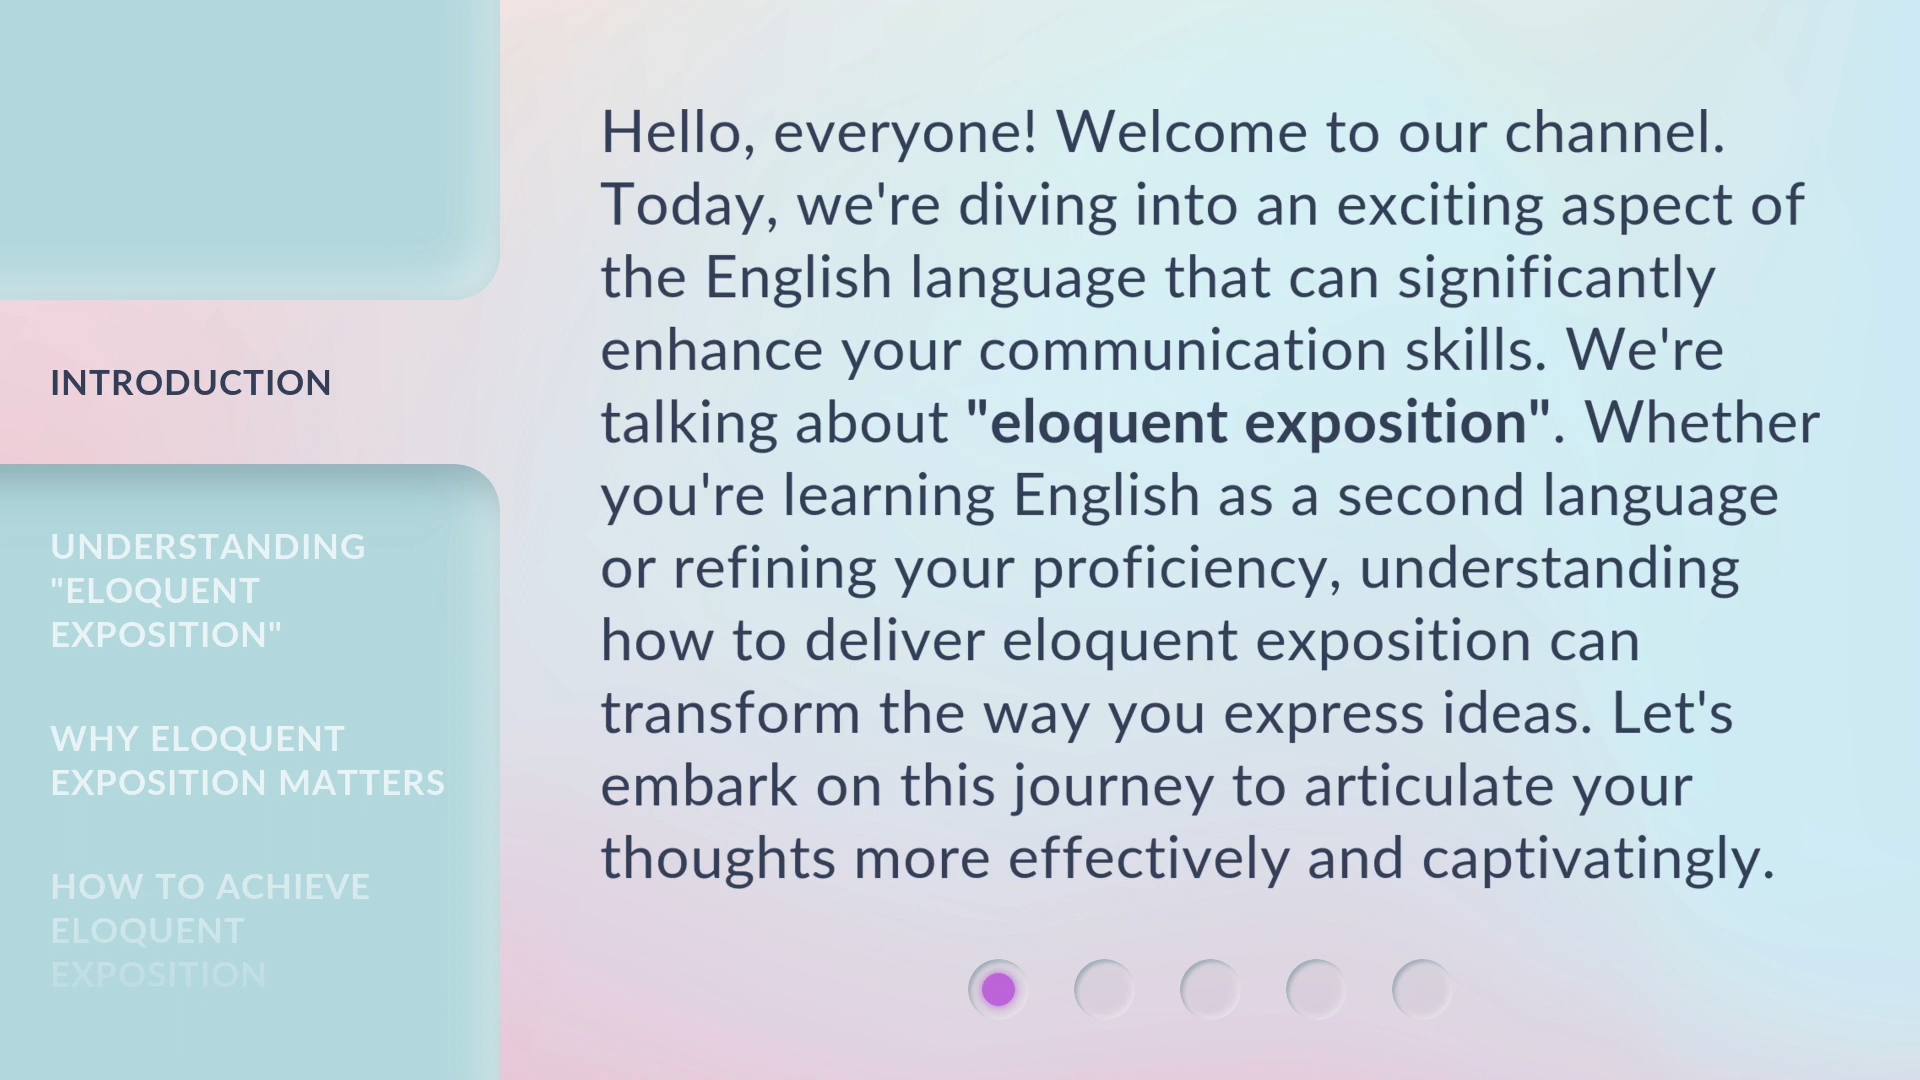 INTRODUCTION
UNDERSTANDING
"ELOQUENT
EXPOSITION"
WHY ELOQUENT
EXPOSITION MATTERS
HOW TO ACHIEVE
ELOQUENT
EXPOSITION
Hello, everyone! Welcome to our channel.
Today, we're diving into an exciting aspect of
the English language that can significantly
enhance your communication skills. We're
talking about "eloquent exposition". Whether
you're learning English as a second language
or refining your proficiency, understanding
how to deliver eloquent exposition can
transform the way you express ideas. Let's
embark on this journey to articulate your
thoughts more effectively and captivatingly.